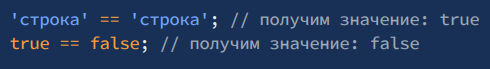 'строка' == 'строка'; // получим значение: true
true == false; // получим значение: false